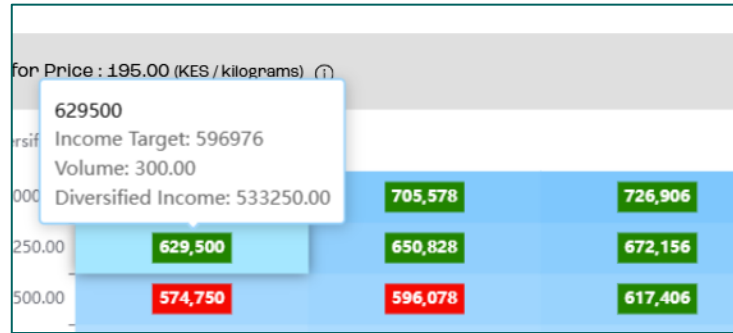 for Price : 195.00 (KES / kilograms) ⓘ
629500
Income Target: 596976
Volume: 300.00
Diversified Income: 533250.00
000 705,578 726,906
250.00 629,500 650,828 672,156
500.00 574,750 596,078 617,406